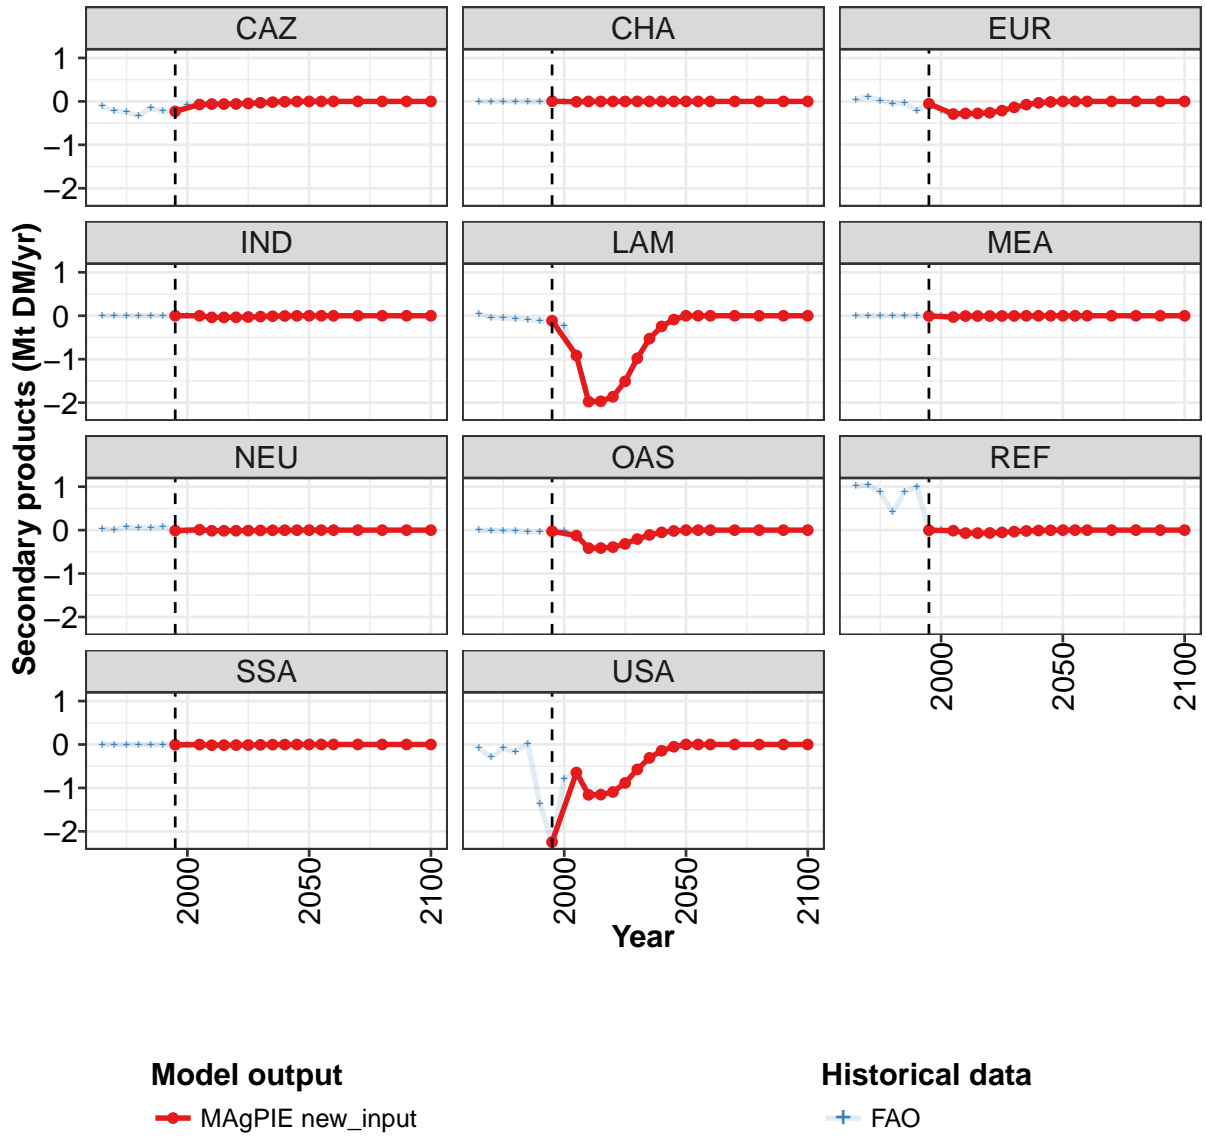 CAZ CHA EUR
1
0
−1
−2
IND LAM MEA
1
0
−1
−2
NEU OAS REF
1
0
−1
−2
2000 2050 2100
SSA USA
1
0
−1
−2
2000 2050 2100 2000 2050 2100
Secondary products (Mt DM/yr)
Year
Model output Historical data
MAgPIE new_input FAO